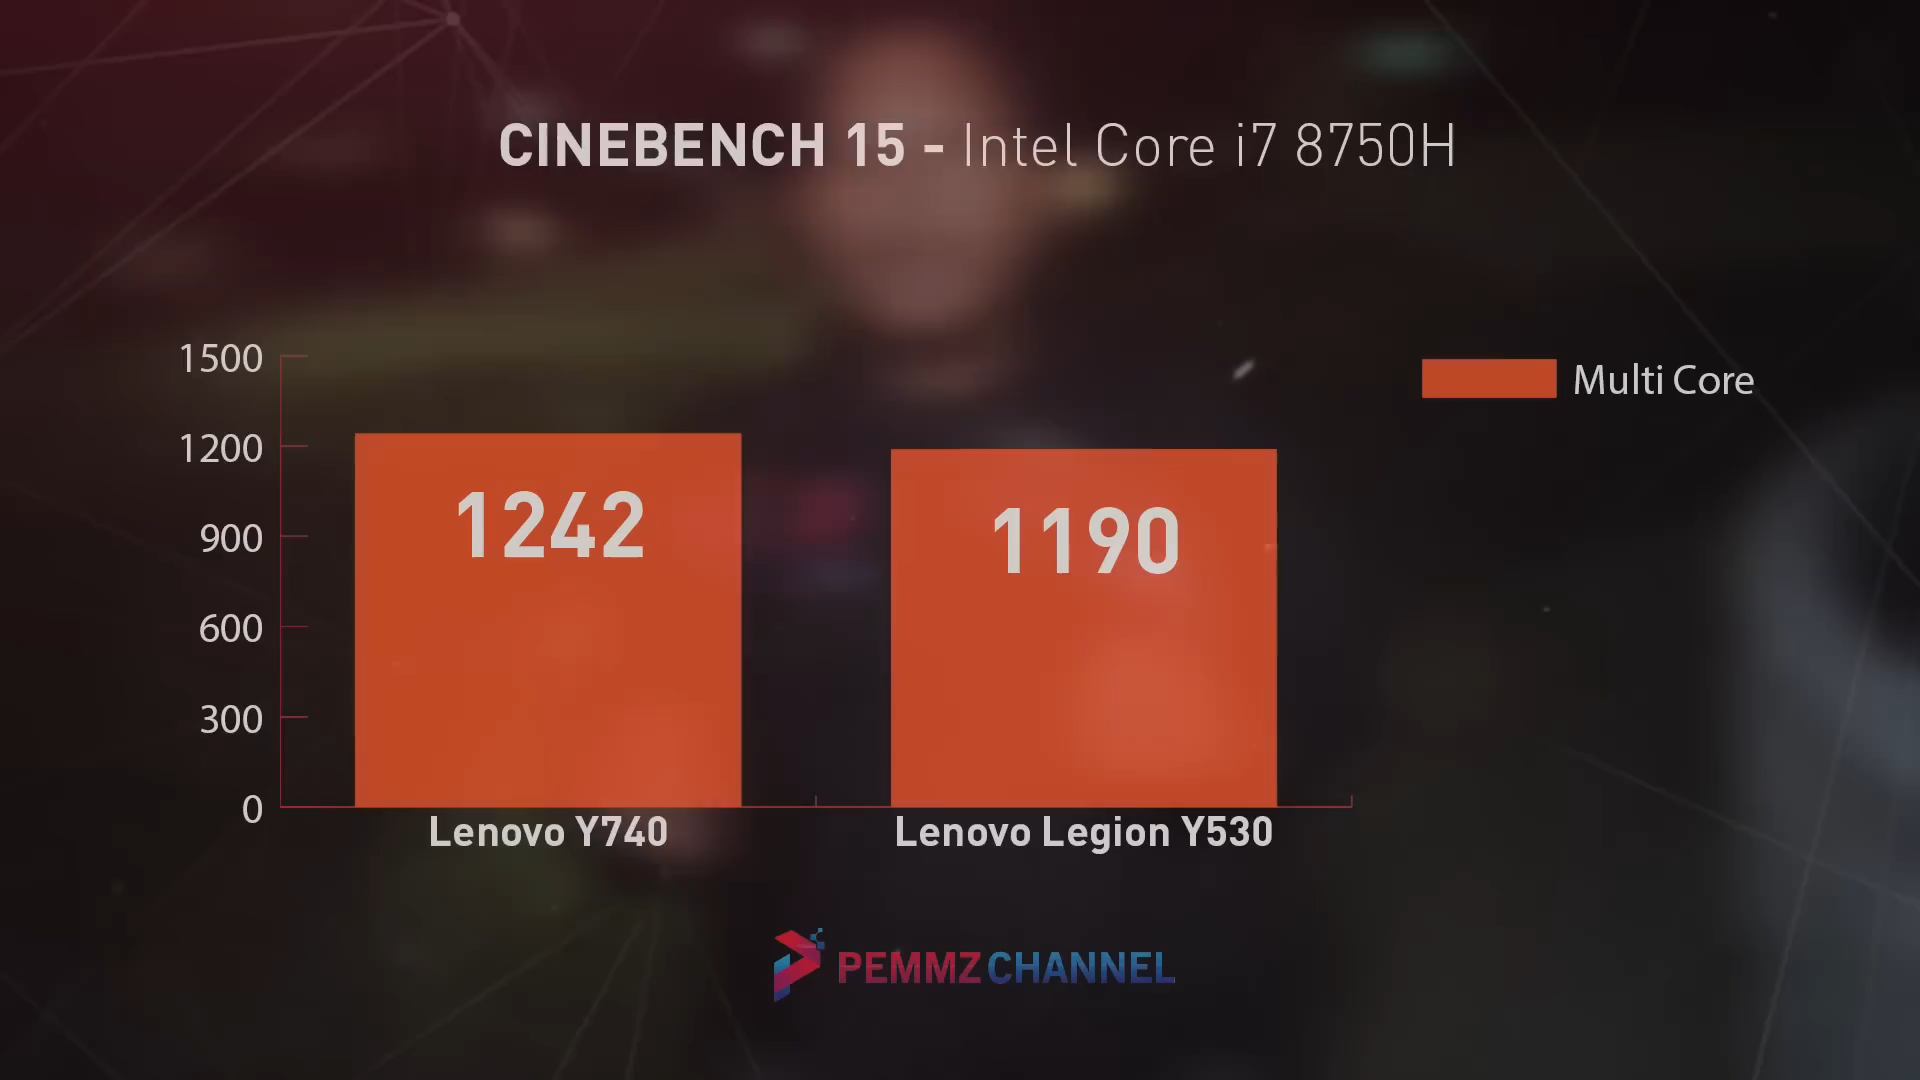 CINEBENCH 15 - Intel Core i7 8750H
1500
1200
900
600
300
0
Multi Core
1242
1190
Lenovo Y740
Lenovo Legion Y530
PEMMZ CHANNEL